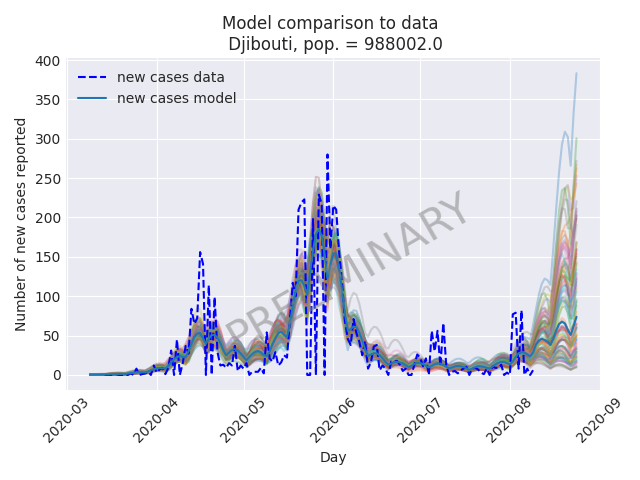 Model comparison to data
Djibouti, pop. = 988002.0
400
350
300
250
200
150
100
50
0
Number of new cases reported
new cases data
new cases model
PRELIMINARY
2020-03
2020-04
2020-05
2020-06
2020-07
2020-08
2020-09
Day